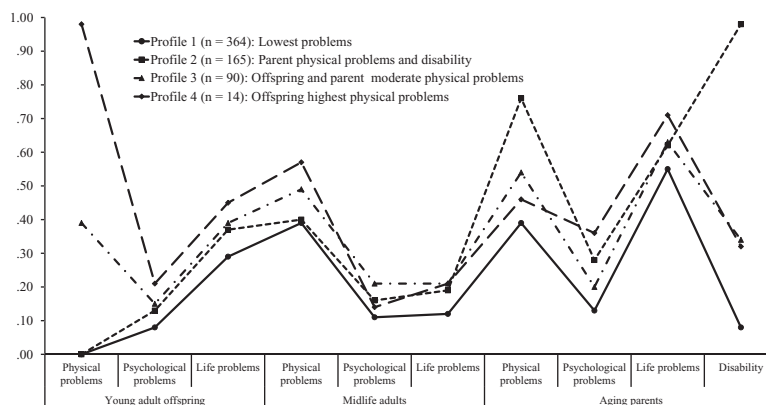 1.00
.90
.80
.70
.60
.50
.40
.30
.20
.10
.00
Profile 1 (n = 364): Lowest problems
Profile 2 (n = 165): Parent physical problems and disability
Profile 3 (n = 90): Offspring and parent moderate physical problems
Profile 4 (n = 14): Offspring highest physical problems
Physical problems
Psychological problems
Life problems
Physical problems
Psychological problems
Life problems
Physical problems
Psychological problems
Life problems
Disability
Young adult offspring
Midlife adults
Aging parents